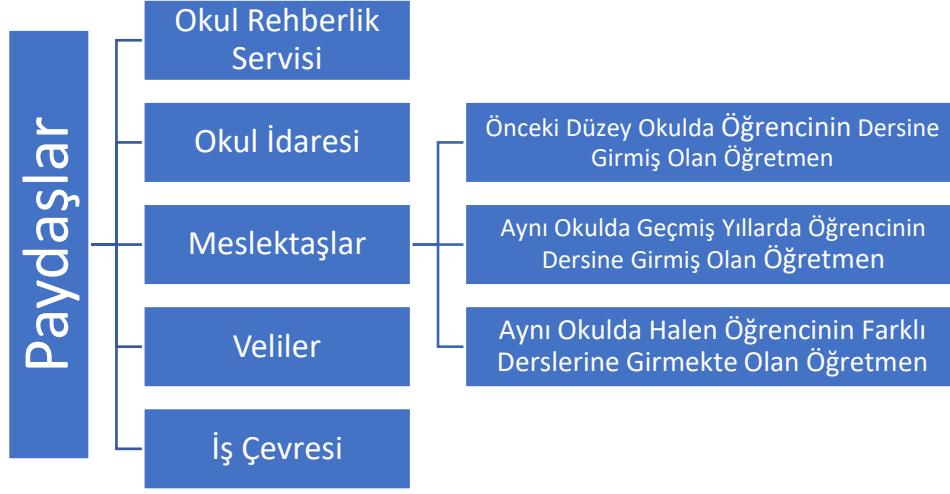 Paydaşlar
Okul Rehberlik
Servisi
Okul İdaresi
Meslektaşlar
Veliler
İş Çevresi
Önceki Düzey Okulda Öğrencinin Dersine
Girmiş Olan Öğretmen
Aynı Okulda Geçmiş Yıllarda Öğrencinin
Dersine Girmiş Olan Öğretmen
Aynı Okulda Halen Öğrencinin Farklı
Derslerine Girmekte Olan Öğretmen